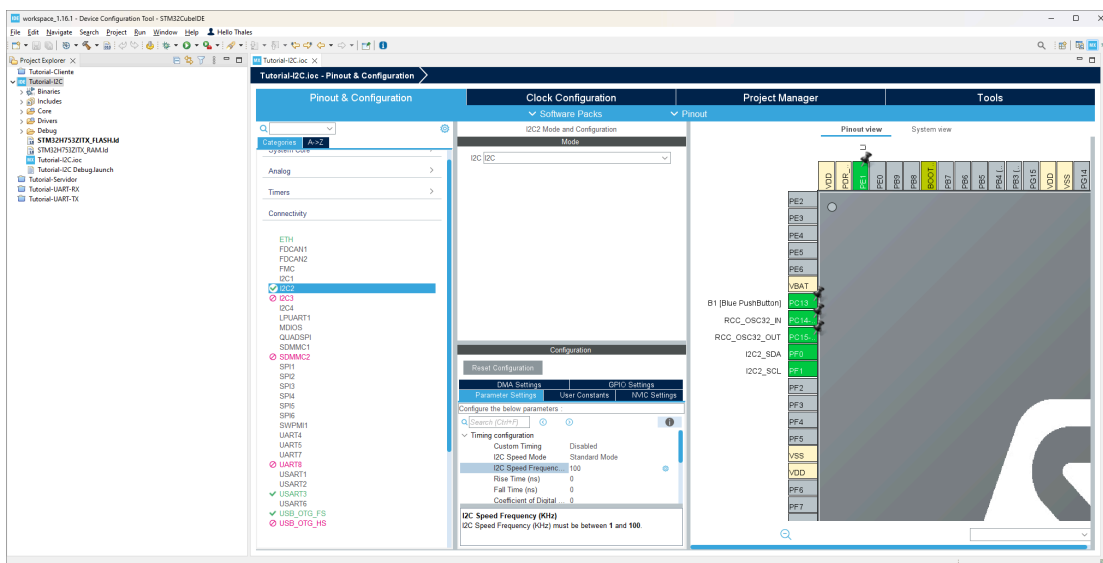 workspace_1.16.1 - Device Configuration Tool - STM32CubeIDE
File Edit Navigate Search Project Run Window Help Hello Thales
Project Explorer
Tutorial-Cliente
Tutorial-I2C
Binaries
Includes
Core
Drivers
Debug
STM32H753ZITX_FLASH.ld
STM32H753ZITX_RAM.ld
Tutorial-I2C.ioc
Tutorial-I2C Debug.launch
Tutorial-Servidor
Tutorial-UART-RX
Tutorial-UART-TX
Tutorial-I2C.ioc
Tutorial-I2C.ioc - Pinout & Configuration
Pinout & Configuration
Clock Configuration
Project Manager
Tools
Software Packs
Pinout
Categories A->Z
System Core
Analog
Timers
Connectivity
ETH
FDCAN1
FDCAN2
FMC
I2C1
I2C2
I2C3
I2C4
LPUART1
MDIOS
QUADSPI
SDMMC1
SDMMC2
SPI1
SPI2
SPI3
SPI4
SPI5
SPI6
SWPMI1
UART4
UART5
UART7
UART8
USART1
USART2
USART3
USART6
USB_OTG_FS
USB_OTG_HS
I2C2 Mode and Configuration
Mode
I2C I2C
Configuration
Reset Configuration
DMA Settings
GPIO Settings
Parameter Settings
User Constants
NVIC Settings
Configure the below parameters :
Search (Ctrl+F)
Timing configuration
Custom Timing Disabled
I2C Speed Mode Standard Mode
I2C Speed Frequenc... 100
Rise Time (ns) 0
Fall Time (ns) 0
Coefficient of Digital ... 0
I2C Speed Frequency (KHz)
I2C Speed Frequency (KHz) must be between 1 and 100.
Pinout view
System view
VDD
PDR_..
PE1
PE0
PB9
PB8
BOOT
PB7
PB6
PB5
PB4 (..
PB3 (..
PG15
VDD
VSS
PG14
PE2
PE3
PE4
PE5
PE6
VBAT
B1 [Blue PushButton] PC13
RCC_OSC32_IN PC14-
RCC_OSC32_OUT PC15-
I2C2_SDA PF0
I2C2_SCL PF1
PF2
PF3
PF4
PF5
VSS
VDD
PF6
PF7